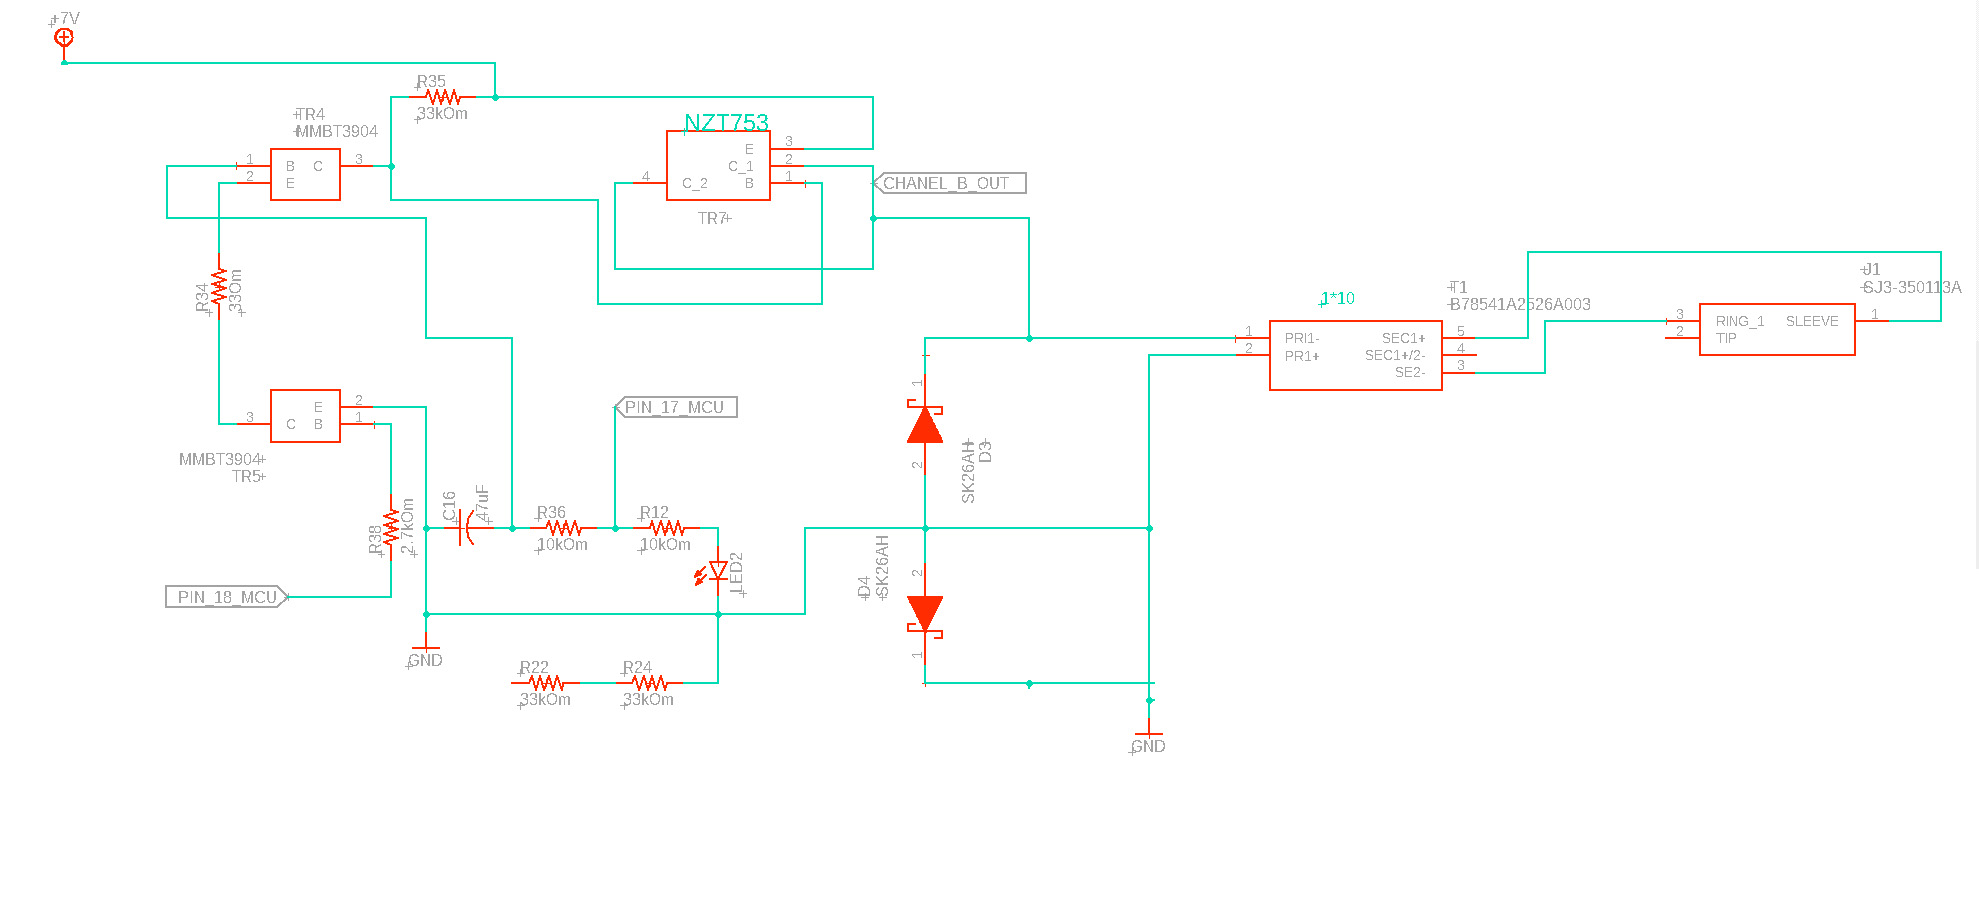 +7V
R35
33kOm
TR4
MMBT3904
1
2
B
E
C
3
NZT753
4
C_2
E
C_1
B
3
2
1
TR7
CHANEL_B_OUT
R34
33Om
1*10
T1
B78541A2526A003
1
2
PRI1-
PR1+
SEC1+
SEC1+/2-
SE2-
5
4
3
J1
SJ3-350113A
3
2
RING_1
TIP
SLEEVE
1
3
C
E
B
2
1
MMBT3904
TR5
PIN_17_MCU
1
2
SK26AH
D3
R38
2.7kOm
C16
47uF
R36
10kOm
R12
10kOm
LED2
PIN_18_MCU
D4
SK26AH
2
1
GND
R22
33kOm
R24
33kOm
GND